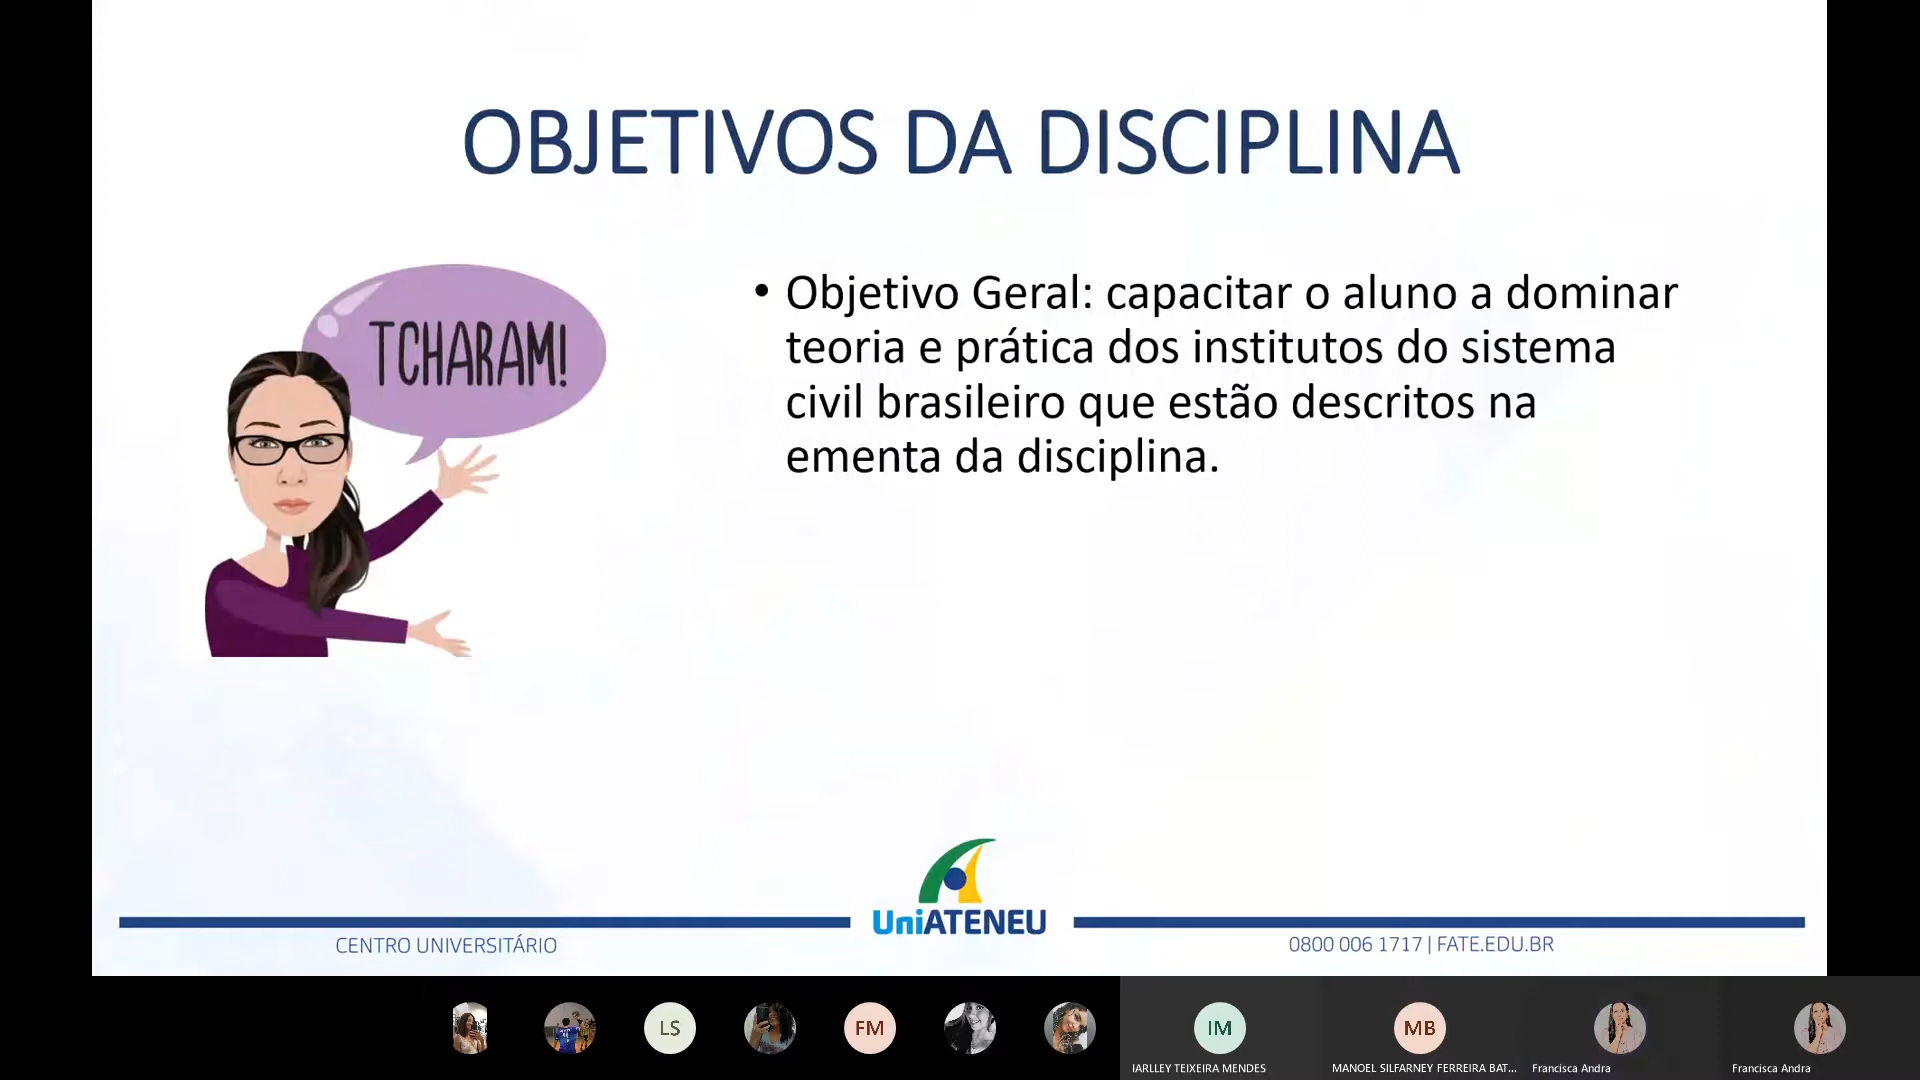 OBJETIVOS DA DISCIPLINA
TCHARAM!
• Objetivo Geral: capacitar o aluno a dominar
teoria e prática dos institutos do sistema
civil brasileiro que estão descritos na
ementa da disciplina.
UniATENEU
CENTRO UNIVERSITÁRIO
0800 006 1717 | FATE.EDU.BR
LS
FM
IM
MB
IARLLEY TEIXEIRA MENDES
MANOEL SILFARNEY FERREIRA BAT...
Francisca Andra
Francisca Andra